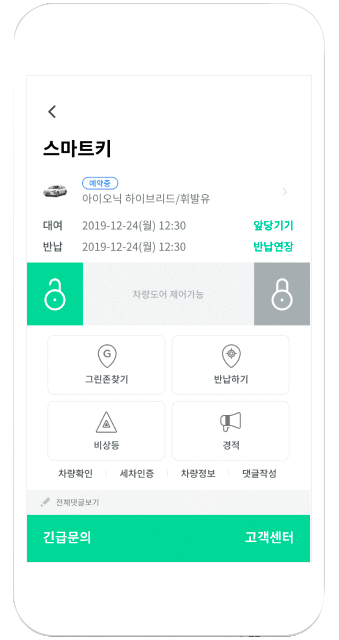 스마트키
예약중
아이오닉 하이브리드/휘발유
대여 2019-12-24(월) 12:30 앞당기기
반납 2019-12-24(월) 12:30 반납연장
차량도어 제어가능
G
그린존찾기 반납하기
비상등 경적
차량확인 세차인증 차량정보 댓글작성
전체댓글보기
긴급문의 고객센터